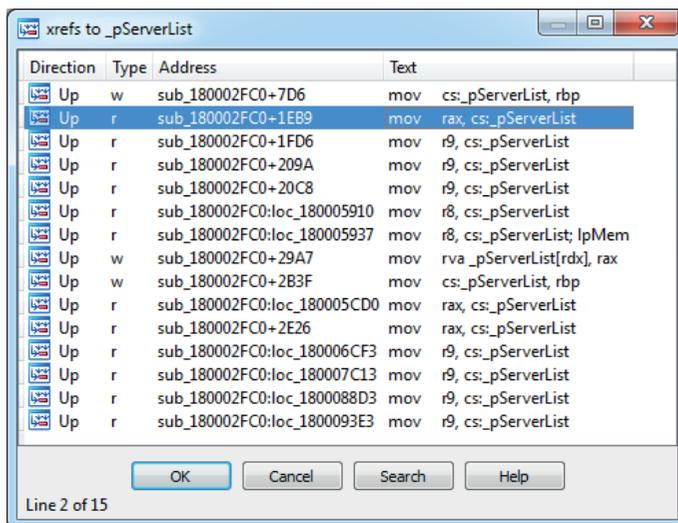 xrefs to _pServerList
Direction Type Address Text
Up w sub_180002FC0+7D6 mov cs:_pServerList, rbp
Up r sub_180002FC0+1EB9 mov rax, cs:_pServerList
Up r sub_180002FC0+1FD6 mov r9, cs:_pServerList
Up r sub_180002FC0+209A mov r9, cs:_pServerList
Up r sub_180002FC0+20C8 mov r9, cs:_pServerList
Up r sub_180002FC0:loc_180005910 mov r8, cs:_pServerList
Up r sub_180002FC0:loc_180005937 mov r8, cs:_pServerList; lpMem
Up w sub_180002FC0+29A7 mov rva _pServerList[rdx], rax
Up w sub_180002FC0+2B3F mov cs:_pServerList, rbp
Up r sub_180002FC0:loc_180005CD0 mov rax, cs:_pServerList
Up r sub_180002FC0+2E26 mov rax, cs:_pServerList
Up r sub_180002FC0:loc_180006CF3 mov r9, cs:_pServerList
Up r sub_180002FC0:loc_180007C13 mov r9, cs:_pServerList
Up r sub_180002FC0:loc_1800088D3 mov r9, cs:_pServerList
Up r sub_180002FC0:loc_1800093E3 mov r9, cs:_pServerList
OK Cancel Search Help
Line 2 of 15